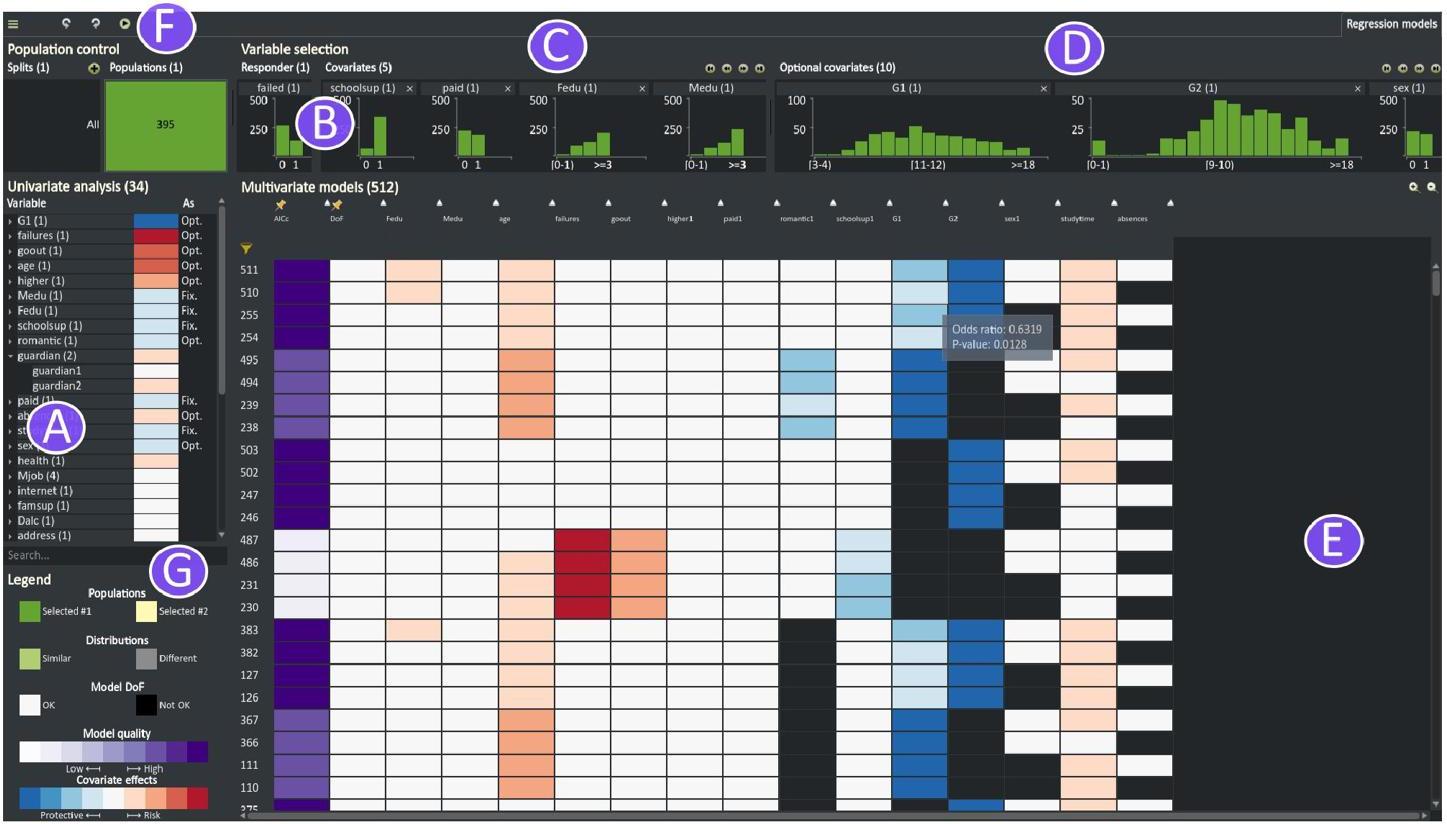 F
Regression models
Population control
Splits (1)
Populations (1)
All
395
Variable selection
C
D
Responder (1)
Covariates (5)
Optional covariates (10)
failed (1)
500
250
0 1
B
schoolsup (1) ×
500
0 1
paid (1) ×
500
250
0 1
Fedu (1) ×
500
250
[0-1) >=3
Medu (1)
500
250
[0-1) >=3
G1 (1) ×
100
50
[3-4) [11-12) >=18
G2 (1) ×
50
25
[0-1) [9-10) >=18
sex (1)
500
250
0 1
Univariate analysis (34)
Variable As
G1 (1) Opt.
failures (1) Opt.
goout (1) Opt.
age (1) Opt.
higher (1) Opt.
Medu (1) Fix.
Fedu (1) Fix.
schoolsup (1) Fix.
romantic (1) Opt.
guardian (2)
guardian1
guardian2
paid (1) Fix.
Opt.
Fix.
sex Opt.
A
health (1)
Mjob (4)
internet (1)
famsup (1)
Dalc (1)
address (1)
Search...
G
Legend
Populations
Selected #1
Selected #2
Distributions
Similar
Different
Model DoF
OK
Not OK
Model quality
Low ⟷ High
Covariate effects
Protective ⟷ Risk
Multivariate models (512)
AICc DoF Fedu Medu age failures goout higher1 paid1 romantic1 schoolsup1 G1 G2 sex1 studytime absences
511
510
255
254
495
494
239
238
503
502
247
246
487
486
231
230
383
382
127
126
367
366
111
110
375
Odds ratio: 0.6319
P-value: 0.0128
E